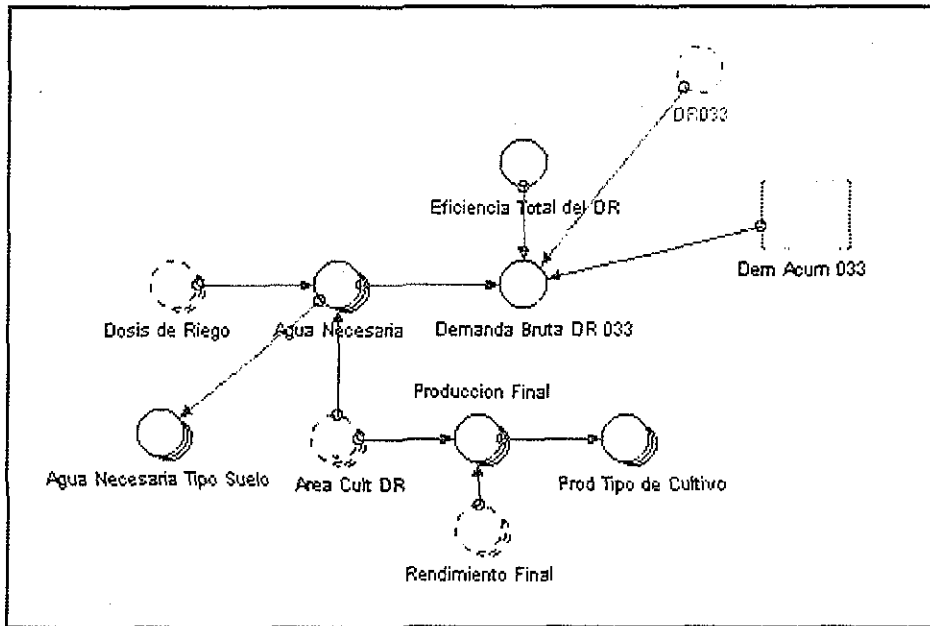 DR033
Eficiencia Total del DR
Dem Acum 033
Dosis de Riego
Agua Necesaria
Demanda Bruta DR 033
Produccion Final
Agua Necesaria Tipo Suelo
Area Cult DR
Prod Tipo de Cultivo
Rendimiento Final